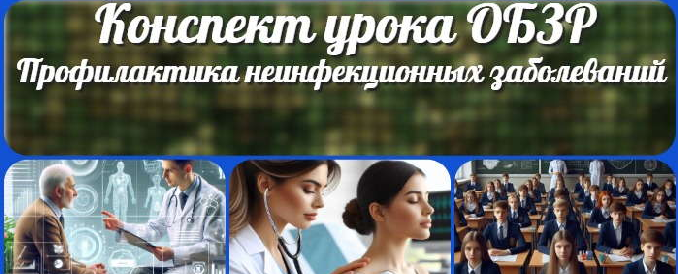 Конспект урока ОБЗР
Профилактика неинфекционных заболеваний